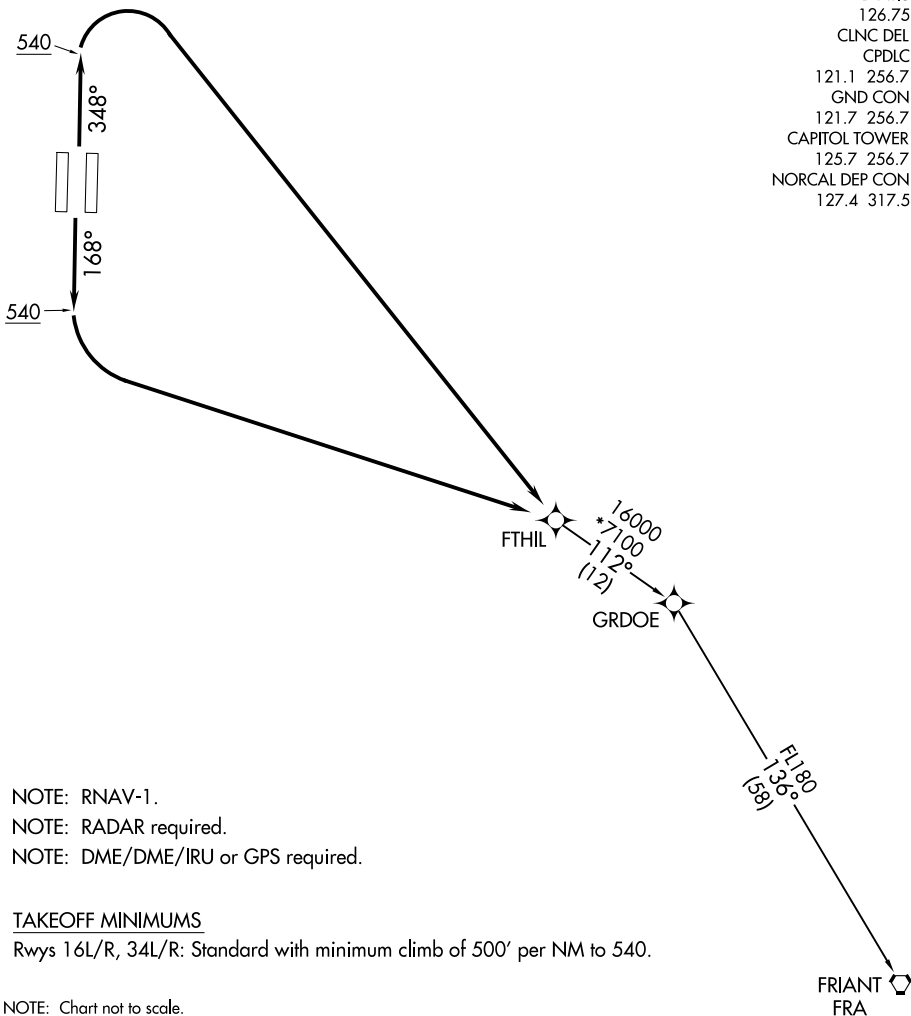 126.75
CLNC DEL
CPDLC
121.1 256.7
GND CON
121.7 256.7
CAPITOL TOWER
125.7 256.7
NORCAL DEP CON
127.4 317.5
540
348°
168°
540
FTHIL
16000
*7100
112°
(12)
GRDOE
FL180
136°
(58)
FRIANT
FRA
NOTE: RNAV-1.
NOTE: RADAR required.
NOTE: DME/DME/IRU or GPS required.
TAKEOFF MINIMUMS
Rwys 16L/R, 34L/R: Standard with minimum climb of 500' per NM to 540.
NOTE: Chart not to scale.